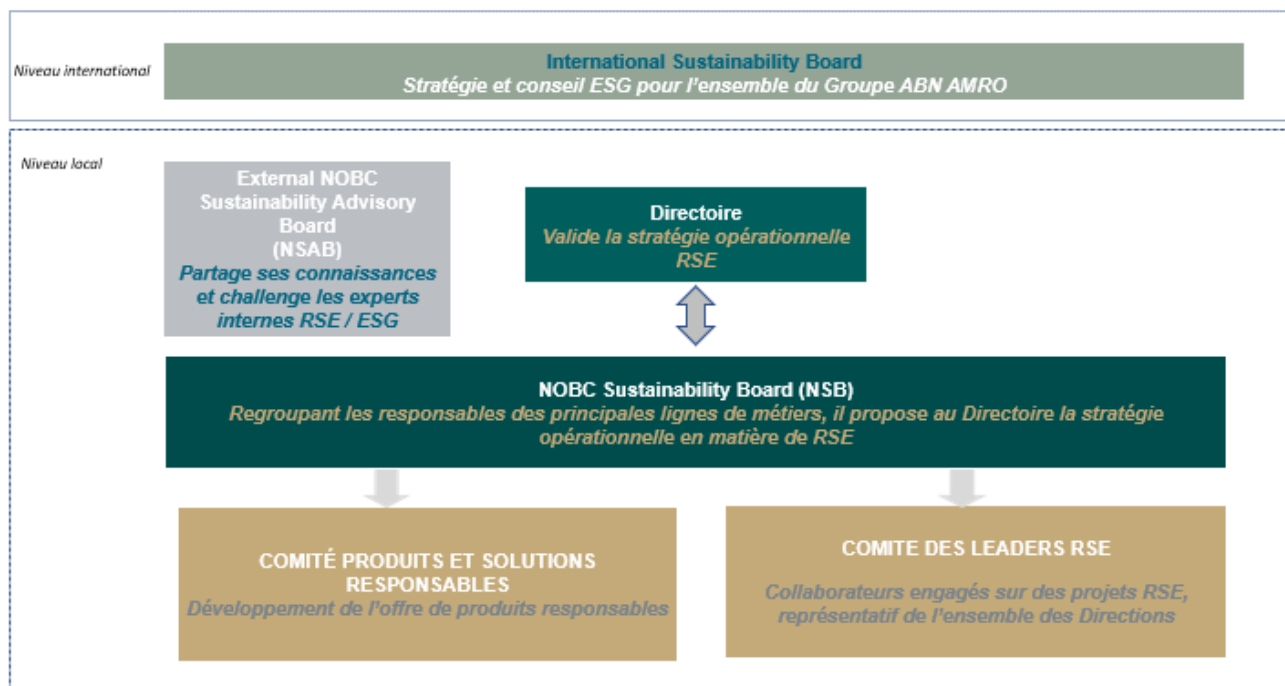 Niveau international
International Sustainability Board
Stratégie et conseil ESG pour l'ensemble du Groupe ABN AMRO
Niveau local
External NOBC
Sustainability Advisory
Board
(NSAB)
Partage ses connaissances
et challenge les experts
internes RSE / ESG
Directoire
Valide la stratégie opérationnelle
RSE
NOBC Sustainability Board (NSB)
Regroupant les responsables des principales lignes de métiers, il propose au Directoire la stratégie
opérationnelle en matière de RSE
COMITÉ PRODUITS ET SOLUTIONS
RESPONSABLES
Développement de l'offre de produits responsables
COMITE DES LEADERS RSE
Collaborateurs engagés sur des projets RSE,
représentatif de l'ensemble des Directions